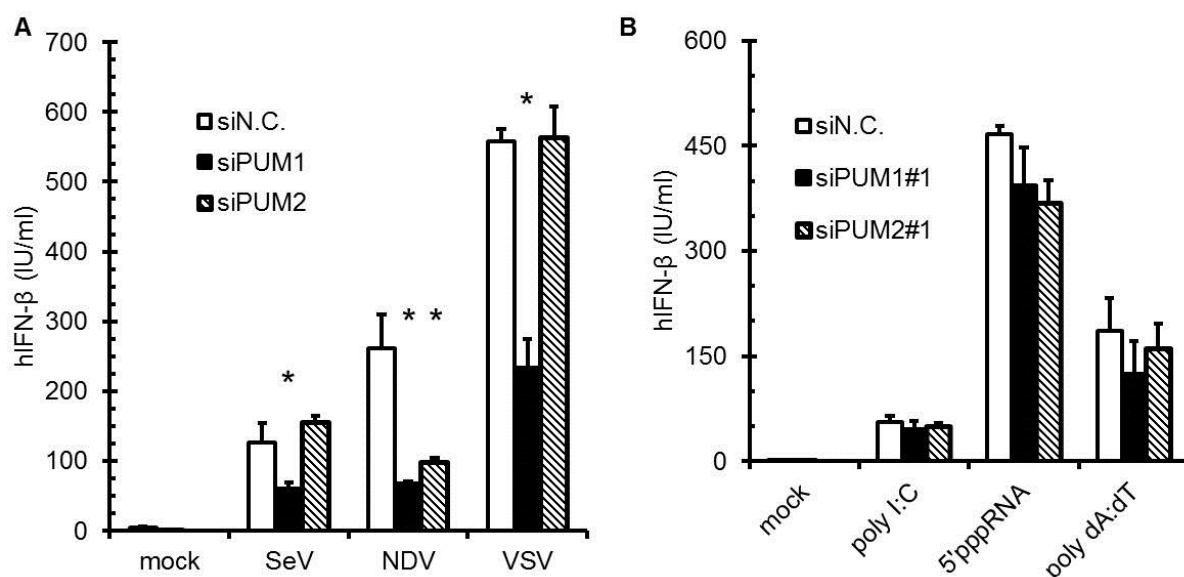 A
hIFN-β (IU/ml)
700
600
500
400
300
200
100
0
siN.C.
siPUM1
siPUM2
*
* *
*
mock SeV NDV VSV
B
hIFN-β (IU/ml)
600
450
300
150
0
siN.C.
siPUM1#1
siPUM2#1
mock
poly I:C
5'pppRNA
poly dA:dT